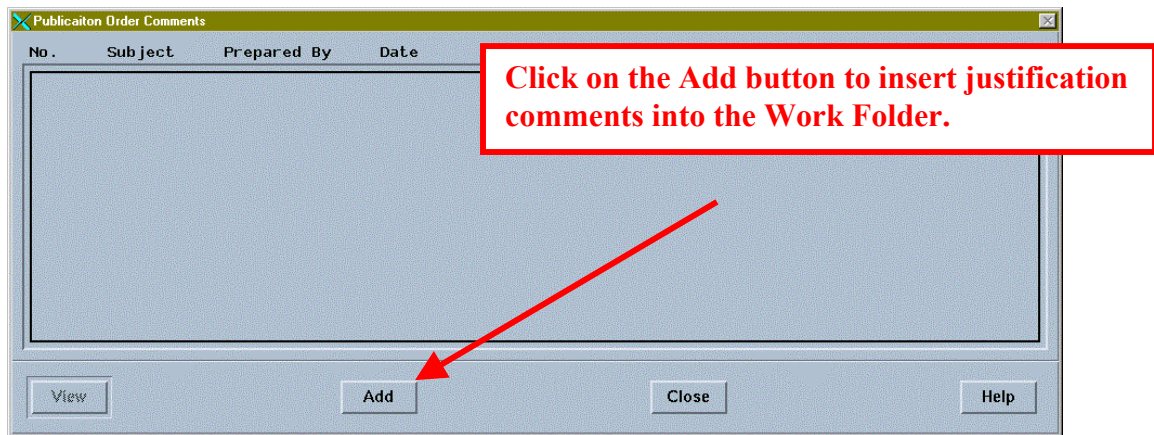 Publicaiton Order Comments
No. Subject Prepared By Date
Click on the Add button to insert justification
comments into the Work Folder.
View Add Close Help